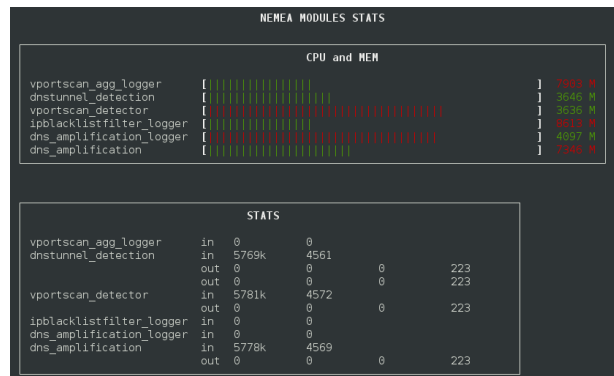 NEMEA MODULES STATS
CPU and MEM
vportscan_agg_logger [||||||||||||||||           ]
dnstunnel_detection [|||||||||||||||||||         ] 3646 M
vportscan_detector [||||||||||||||||||||||||||||||||||||    ] 3636 M
ipblacklistfilter_logger [||||||||||||||||           ]
dns_amplification_logger [||||||||||||||||||||||||||||||||||||    ] 4097 M
dns_amplification [||||||||||||||||||||||      ]
STATS
vportscan_agg_logger in 0 0
dnstunnel_detection in 5769k 4561
out 0 0 0 223
out 0 0 0 223
vportscan_detector in 5781k 4572
out 0 0 0 223
ipblacklistfilter_logger in 0 0
dns_amplification_logger in 0 0
dns_amplification in 5778k 4569
out 0 0 0 223